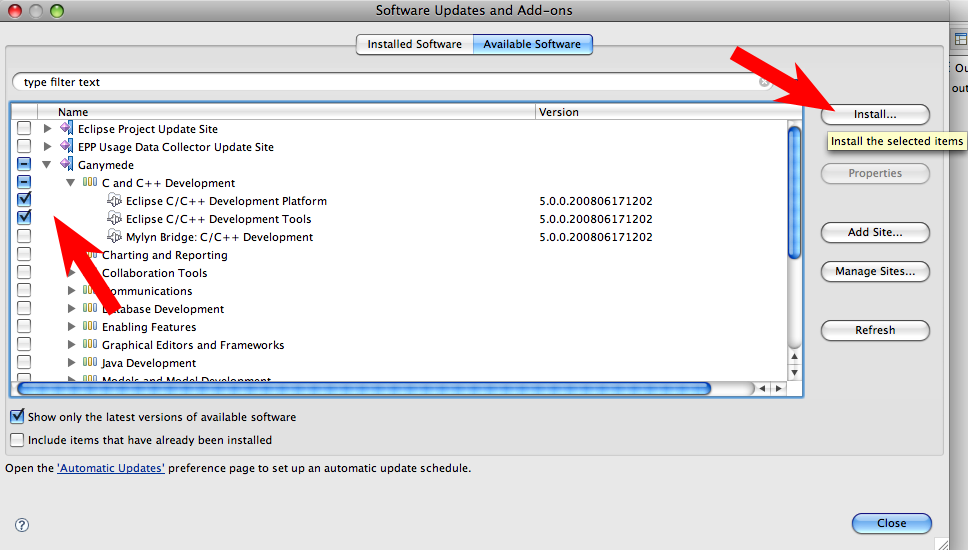 Software Updates and Add-ons
Installed Software Available Software
type filter text
Name Version
Install...
Install the selected items
Eclipse Project Update Site
EPP Usage Data Collector Update Site
Ganymede
Properties
C and C++ Development
Eclipse C/C++ Development Platform 5.0.0.200806171202
Eclipse C/C++ Development Tools 5.0.0.200806171202
Mylyn Bridge: C/C++ Development 5.0.0.200806171202
Add Site...
Charting and Reporting
Collaboration Tools
Manage Sites...
Communications
Database Development
Enabling Features
Refresh
Graphical Editors and Frameworks
Java Development
Models and Model Development
Show only the latest versions of available software
Include items that have already been installed
Open the 'Automatic Updates' preference page to set up an automatic update schedule.
?
Close
Ou
out